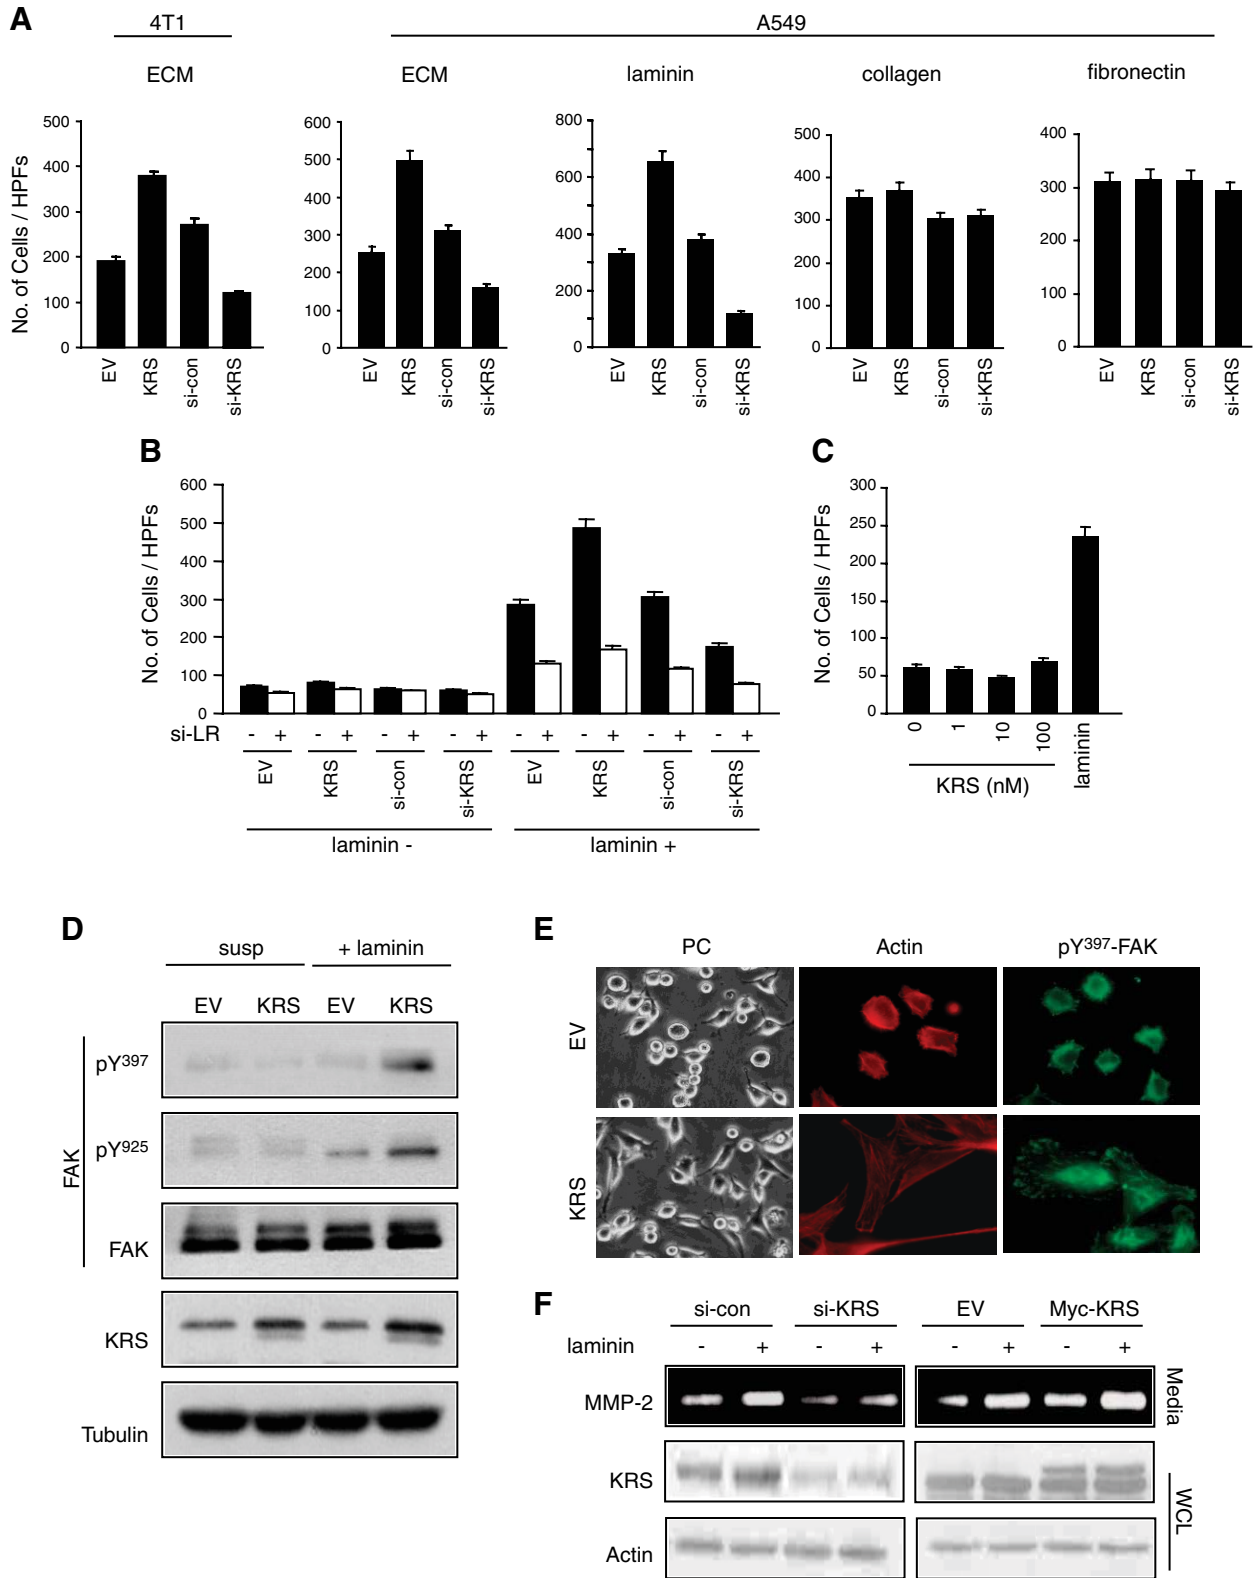 A
4T1
A549
ECM
ECM
laminin
collagen
fibronectin
No. of Cells / HPFs
500
400
300
200
100
0
EV
KRS
si-con
si-KRS
600
500
400
300
200
100
0
EV
KRS
si-con
si-KRS
800
600
400
200
0
EV
KRS
si-con
si-KRS
500
400
300
200
100
0
EV
KRS
si-con
si-KRS
400
300
200
100
0
EV
KRS
si-con
si-KRS
B
No. of Cells / HPFs
600
500
400
300
200
100
0
si-LR - + - + - + - + - + - + - + - +
EV KRS si-con si-KRS EV KRS si-con si-KRS
laminin - laminin +
C
No. of Cells / HPFs
300
250
200
150
100
50
0
0 1 10 100 laminin
KRS (nM)
D
susp + laminin
EV KRS EV KRS
FAK
pY397
pY925
FAK
KRS
Tubulin
E
PC Actin pY397-FAK
EV
KRS
F
si-con si-KRS EV Myc-KRS
laminin - + - + - + - +
MMP-2 Media
KRS
Actin
WCL